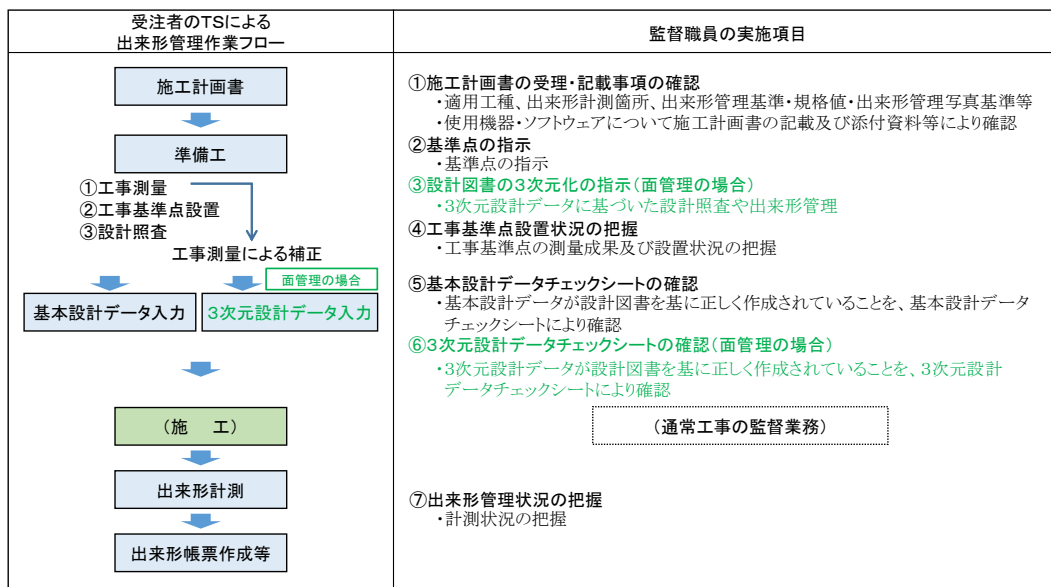 受注者のTSによる
出来形管理作業フロー
施工計画書
準備工
①工事測量
②工事基準点設置
③設計照査
工事測量による補正
面管理の場合
基本設計データ入力
3次元設計データ入力
(施 工)
出来形計測
出来形帳票作成等
監督職員の実施項目
①施工計画書の受理・記載事項の確認
・適用工種、出来形計測箇所、出来形管理基準・規格値・出来形管理写真基準等
・使用機器・ソフトウェアについて施工計画書の記載及び添付資料等により確認
②基準点の指示
・基準点の指示
③設計図書の3次元化の指示(面管理の場合)
・3次元設計データに基づいた設計照査や出来形管理
④工事基準点設置状況の把握
・工事基準点の測量成果及び設置状況の把握
⑤基本設計データチェックシートの確認
・基本設計データが設計図書を基に正しく作成されていることを、基本設計データ
チェックシートにより確認
⑥3次元設計データチェックシートの確認(面管理の場合)
・3次元設計データが設計図書を基に正しく作成されていることを、3次元設計
データチェックシートにより確認
(通常工事の監督業務)
⑦出来形管理状況の把握
・計測状況の把握